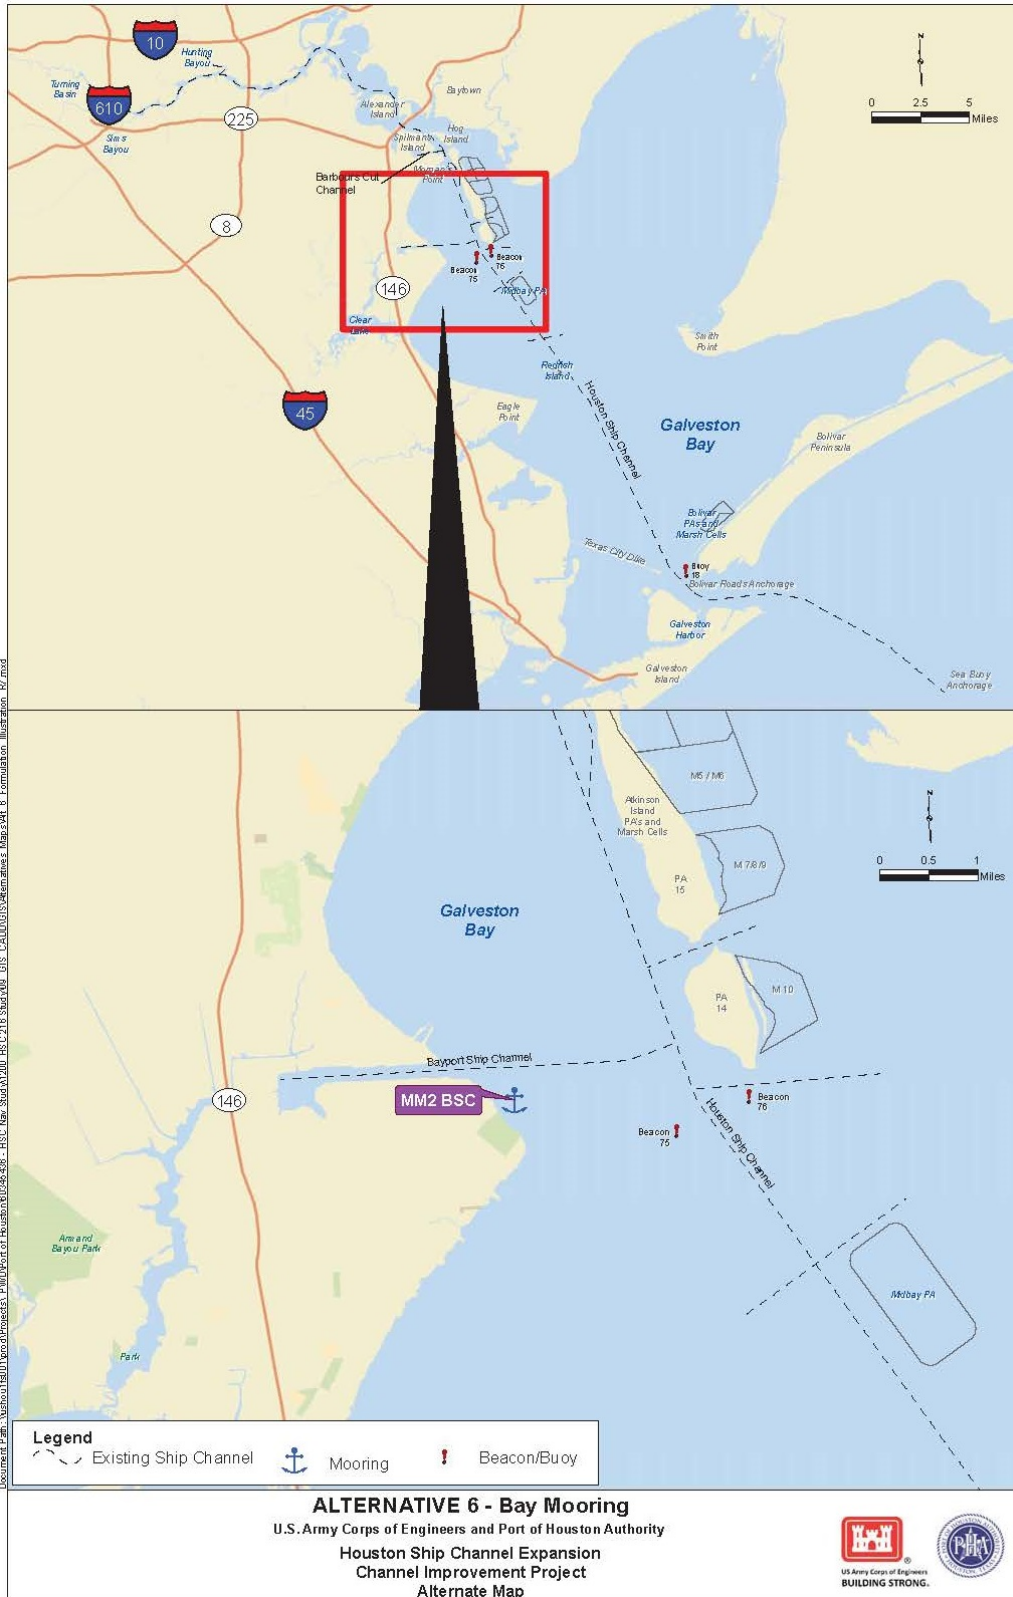 10
Hunting
Bayou
Turning
Basin
610
Sims
Bayou
225
Alexander
Island
Baytown
Spilmans
Island
Hog
Island
Morgan's
Point
Barbours Cut
Channel
N
0 2.5 5
Miles
8
Beacon
76
Beacon
75
146
Midbay PA
Clear
Lake
Smith
Point
Redfish
Island
45
Eagle
Point
Houston Ship Channel
Galveston
Bay
Bolivar
Peninsula
Bolivar
PAs and
Marsh Cells
Texas City Dike
Buoy
18
Bolivar Roads Anchorage
Galveston
Harbor
Galveston
Island
Sea Buoy
Anchorage
M5 / M6
Atkinson
Island
PA's and
Marsh Cells
N
0 0.5 1
Miles
M 7/8/9
PA
15
Galveston
Bay
PA
14
M 10
Bayport Ship Channel
146
MM2 BSC
Beacon
76
Beacon
75
Houston Ship Channel
Armand
Bayou Park
Midbay PA
Park
Legend
Existing Ship Channel
Mooring
Beacon/Buoy
ALTERNATIVE 6 - Bay Mooring
U.S. Army Corps of Engineers and Port of Houston Authority
Houston Ship Channel Expansion
Channel Improvement Project
Alternate Map
US Army Corps of Engineers
BUILDING STRONG.
®
PHA